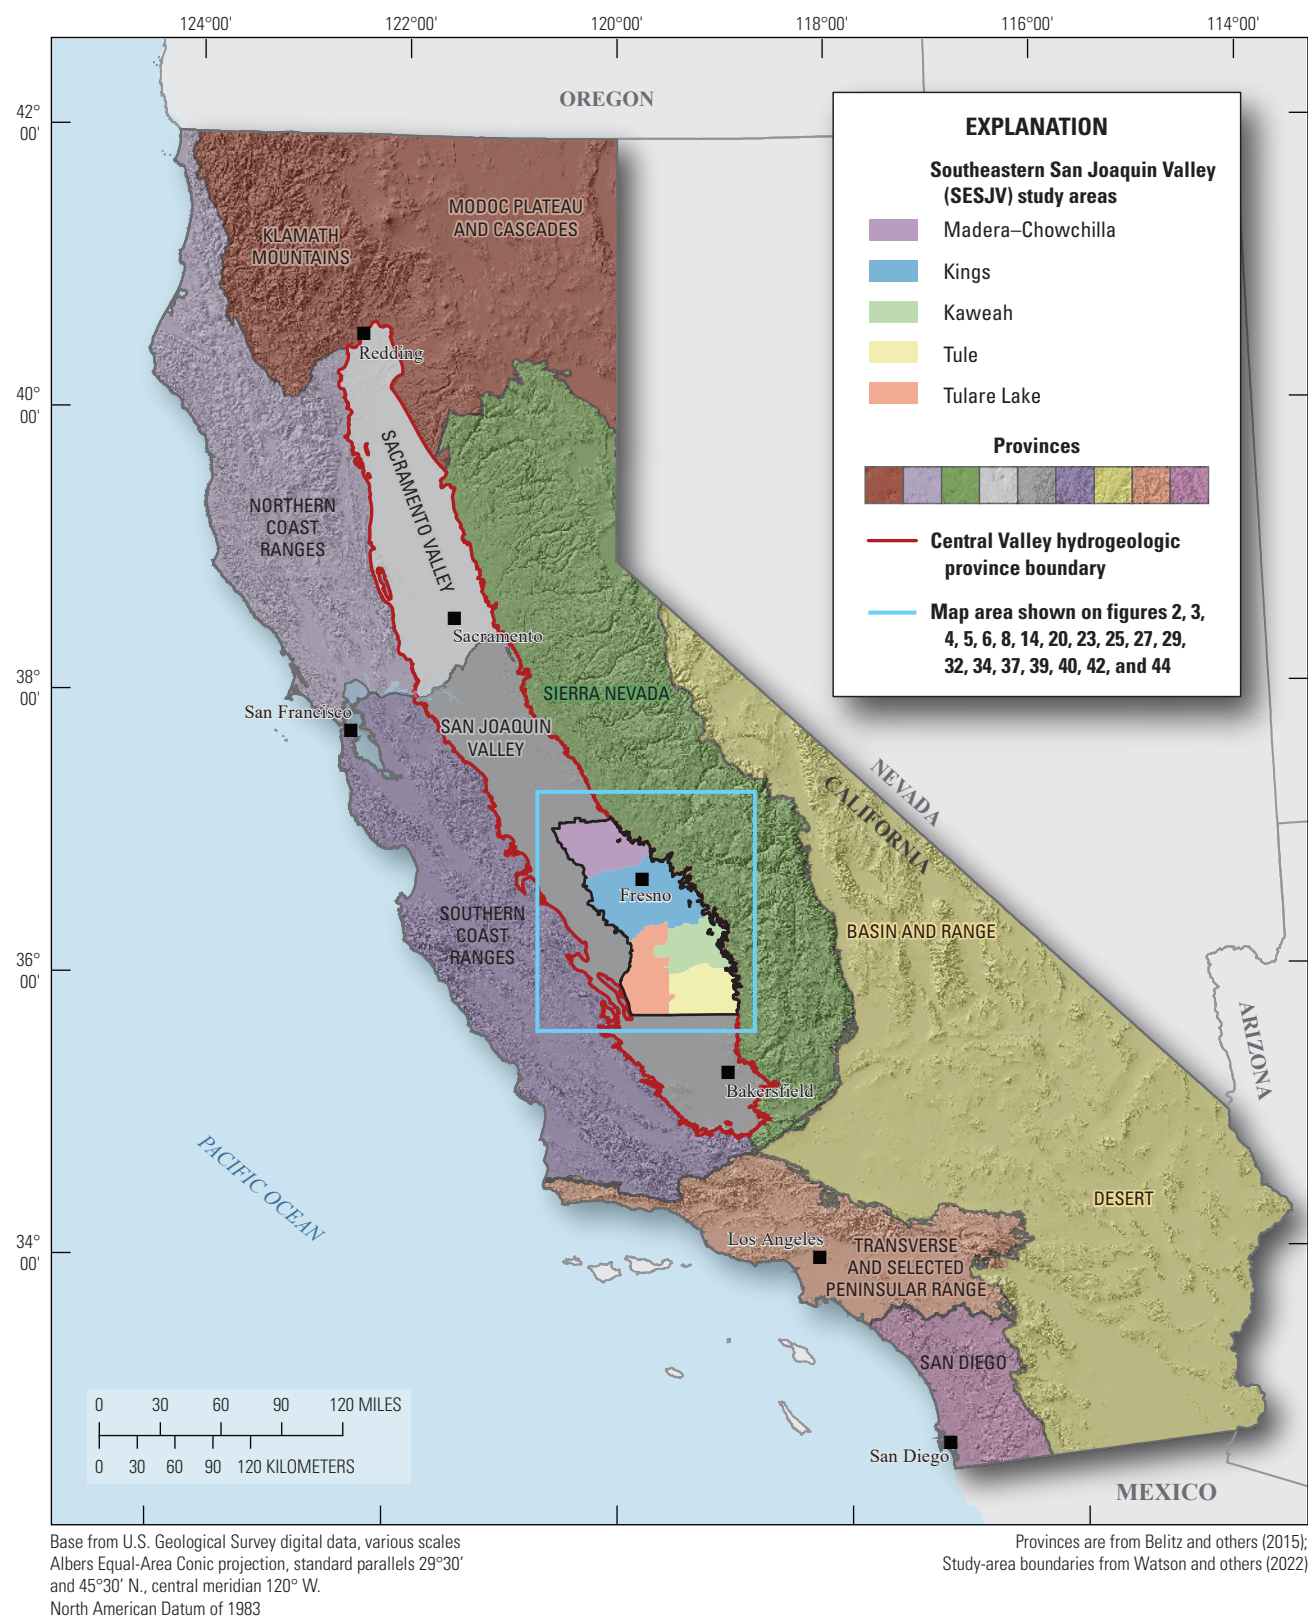 124°00'
122°00'
120°00'
118°00'
116°00'
114°00'
42°
00'
40°
00'
38°
00'
36°
00'
34°
00'
OREGON
EXPLANATION
Southeastern San Joaquin Valley
(SESJV) study areas
Madera–Chowchilla
Kings
Kaweah
Tule
Tulare Lake
Provinces
Central Valley hydrogeologic
province boundary
Map area shown on figures 2, 3,
4, 5, 6, 8, 14, 20, 23, 25, 27, 29,
32, 34, 37, 39, 40, 42, and 44
KLAMATH
MOUNTAINS
MODOC PLATEAU
AND CASCADES
Redding
SACRAMENTO VALLEY
NORTHERN
COAST
RANGES
Sacramento
SIERRA NEVADA
San Francisco
SAN JOAQUIN
VALLEY
NEVADA
CALIFORNIA
Fresno
SOUTHERN
COAST
RANGES
BASIN AND RANGE
ARIZONA
Bakersfield
PACIFIC OCEAN
DESERT
Los Angeles
TRANSVERSE
AND SELECTED
PENINSULAR RANGE
SAN DIEGO
San Diego
MEXICO
0 30 60 90 120 MILES
0 30 60 90 120 KILOMETERS
Base from U.S. Geological Survey digital data, various scales
Albers Equal-Area Conic projection, standard parallels 29°30'
and 45°30' N., central meridian 120° W.
North American Datum of 1983
Provinces are from Belitz and others (2015);
Study-area boundaries from Watson and others (2022)